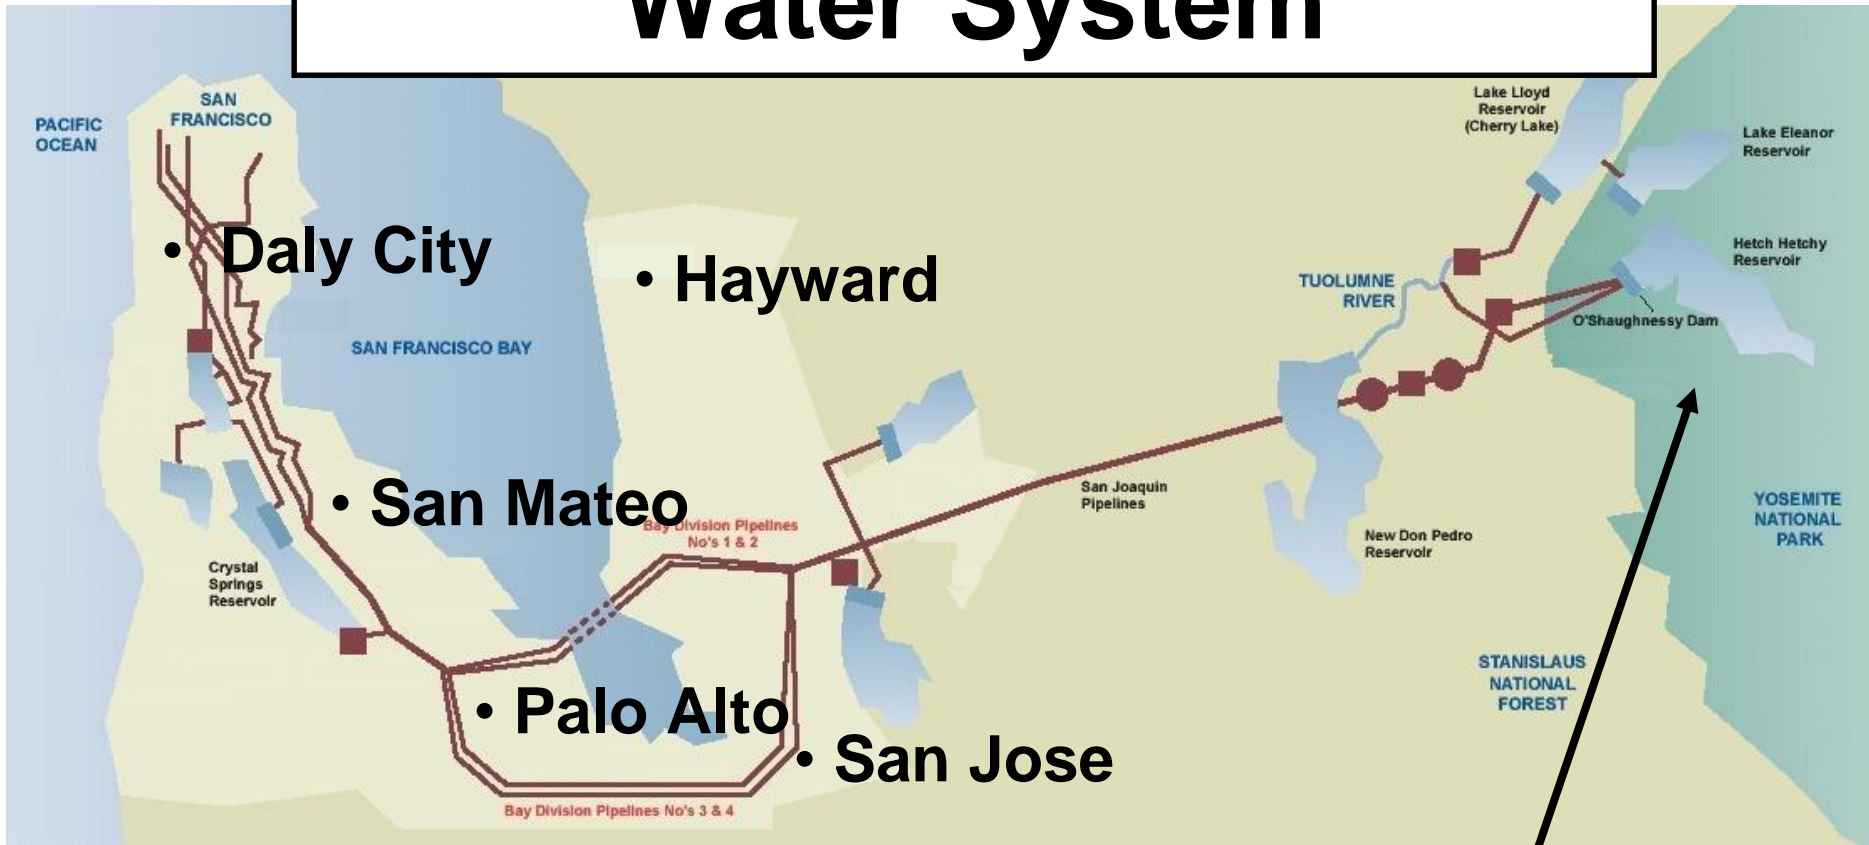 Water System
SAN
FRANCISCO
PACIFIC
OCEAN
Lake Lloyd
Reservoir
(Cherry Lake)
Lake Eleanor
Reservoir
• Daly City
• Hayward
Hetch Hetchy
Reservoir
TUOLUMNE
RIVER
O'Shaughnessy Dam
SAN FRANCISCO BAY
• San Mateo
San Joaquin
Pipelines
Bay Division Pipelines
No's 1 & 2
YOSEMITE
NATIONAL
PARK
New Don Pedro
Reservoir
Crystal
Springs
Reservoir
STANISLAUS
NATIONAL
FOREST
• Palo Alto
• San Jose
Bay Division Pipelines No's 3 & 4